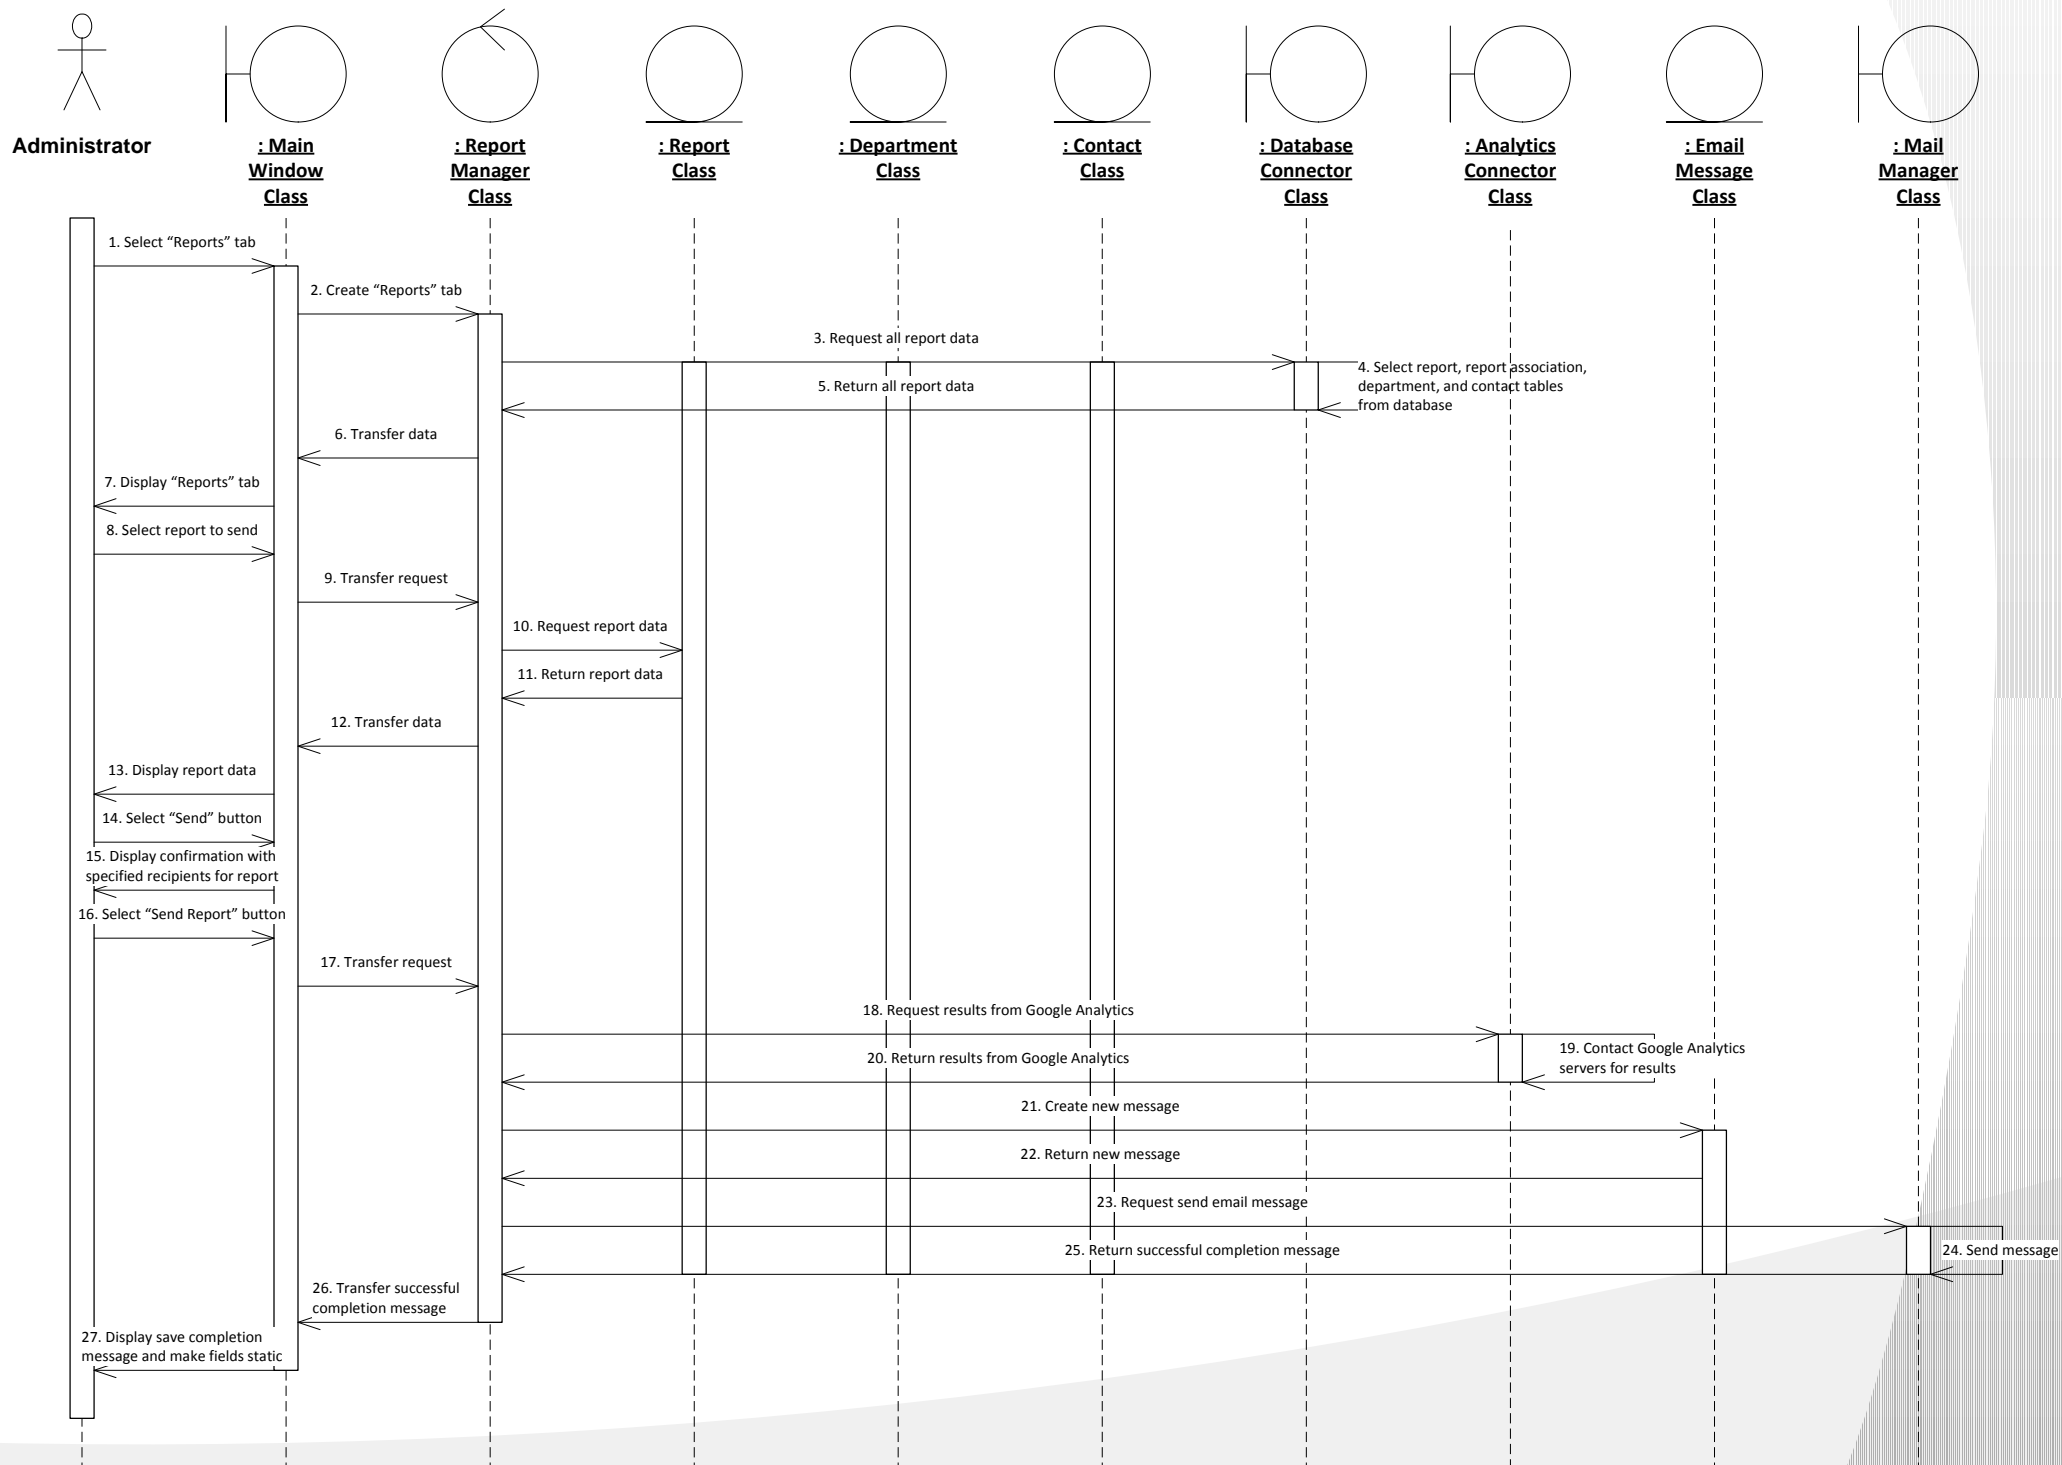 Administrator
: Main
Window
Class
: Report
Manager
Class
: Report
Class
: Department
Class
: Contact
Class
: Database
Connector
Class
: Analytics
Connector
Class
: Email
Message
Class
: Mail
Manager
Class
1. Select “Reports” tab
2. Create “Reports” tab
3. Request all report data
4. Select report, report association,
department, and contact tables
from database
5. Return all report data
6. Transfer data
7. Display “Reports” tab
8. Select report to send
9. Transfer request
10. Request report data
11. Return report data
12. Transfer data
13. Display report data
14. Select “Send” button
15. Display confirmation with
specified recipients for report
16. Select “Send Report” button
17. Transfer request
18. Request results from Google Analytics
19. Contact Google Analytics
servers for results
20. Return results from Google Analytics
21. Create new message
22. Return new message
23. Request send email message
24. Send message
25. Return successful completion message
26. Transfer successful
completion message
27. Display save completion
message and make fields static